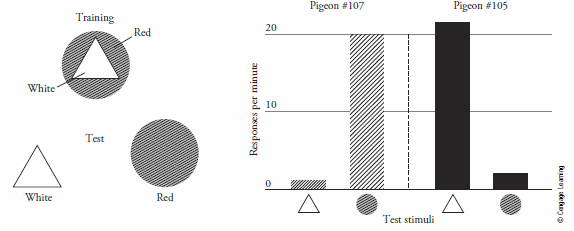 Training
Red
White
Test
White
Red
Pigeon #107
Pigeon #105
Responses per minute
20
10
0
Test stimuli
© Cengage Learning